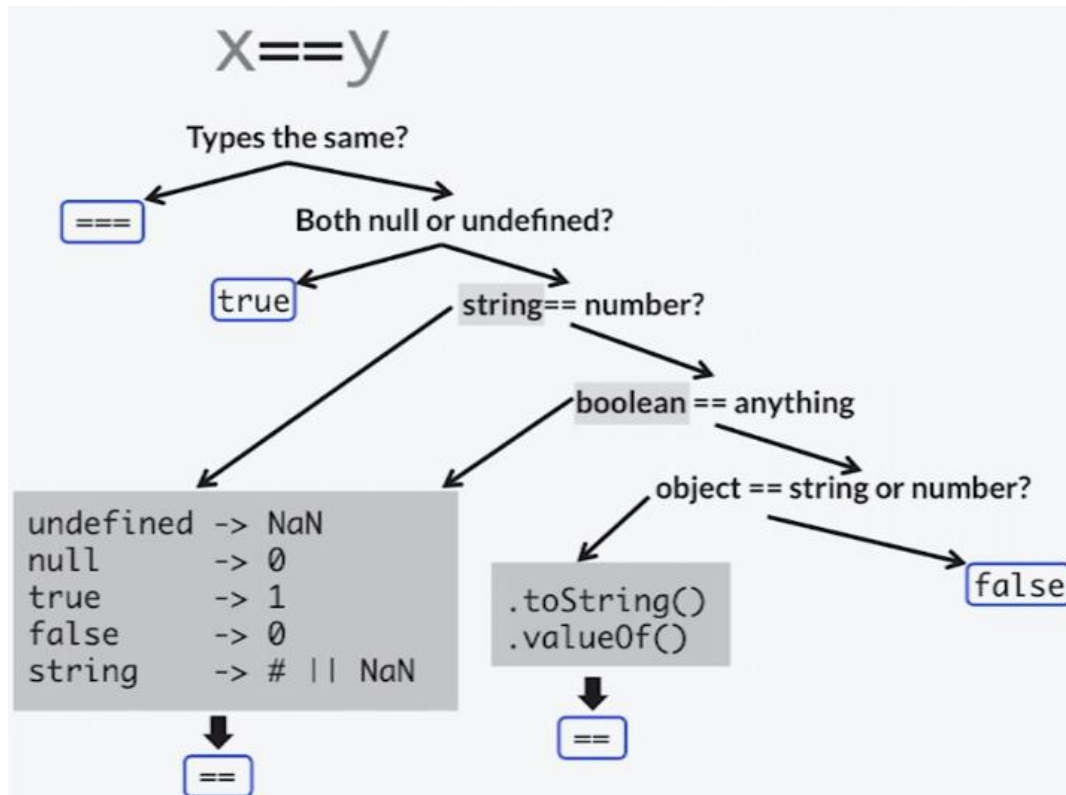 x==y
Types the same?
===
Both null or undefined?
true
string== number?
boolean == anything
object == string or number?
undefined -> NaN
null -> 0
true -> 1
false -> 0
string -> # || NaN
.toString()
.valueOf()
false
==
==